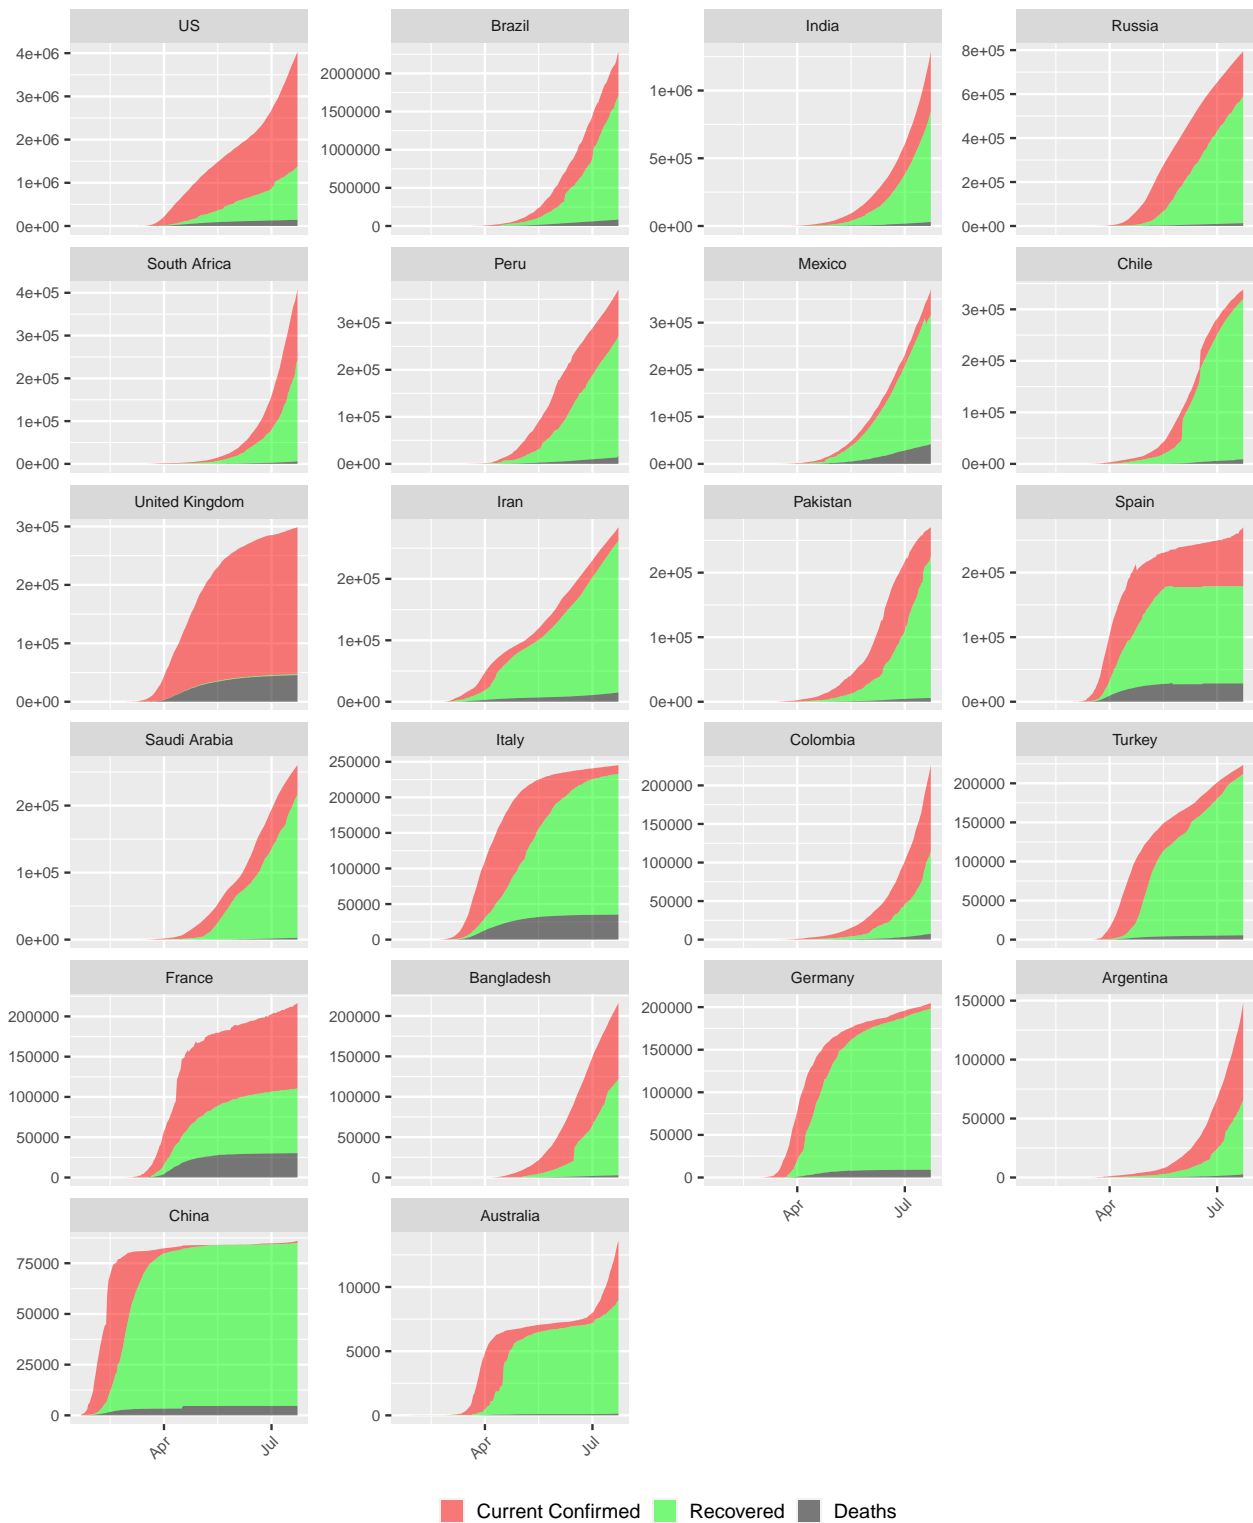 US Brazil India Russia
4e+06
3e+06
2e+06
1e+06
0e+00
2000000
1500000
1000000
500000
0
1e+06
5e+05
0e+00
8e+05
6e+05
4e+05
2e+05
0e+00
South Africa Peru Mexico Chile
4e+05
3e+05
2e+05
1e+05
0e+00
3e+05
2e+05
1e+05
0e+00
3e+05
2e+05
1e+05
0e+00
3e+05
2e+05
1e+05
0e+00
United Kingdom Iran Pakistan Spain
3e+05
2e+05
1e+05
0e+00
2e+05
1e+05
0e+00
2e+05
1e+05
0e+00
2e+05
1e+05
0e+00
Saudi Arabia Italy Colombia Turkey
2e+05
1e+05
0e+00
250000
200000
150000
100000
50000
0
200000
150000
100000
50000
0
200000
150000
100000
50000
0
France Bangladesh Germany Argentina
200000
150000
100000
50000
0
200000
150000
100000
50000
0
200000
150000
100000
50000
0
150000
100000
50000
0
Apr Jul Apr Jul
China Australia
75000
50000
25000
0
10000
5000
0
Apr Jul Apr Jul
Current Confirmed Recovered Deaths